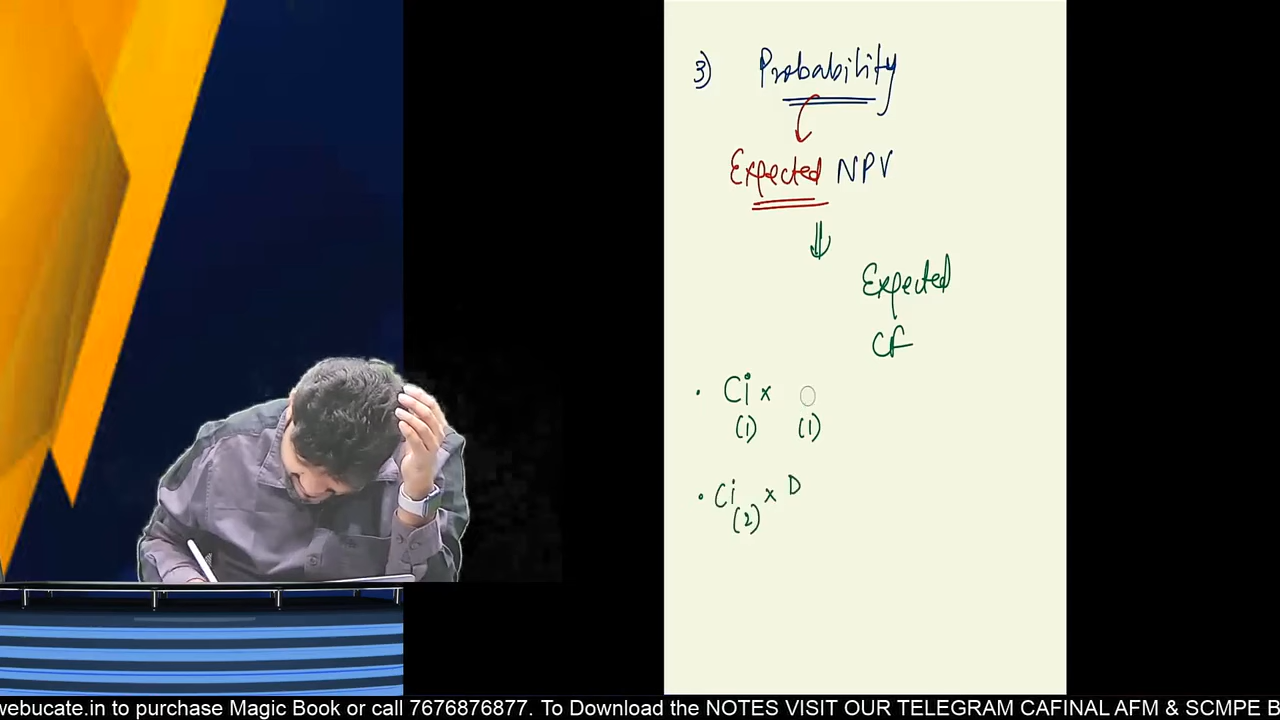 3) Probability
Expected NPV
Expected
CF
· Ci ×
(1) (1)
· Ci × D
(2)
webucate.in to purchase Magic Book or call 7676876877. To Download the NOTES VISIT OUR TELEGRAM CAFINAL AFM & SCMPE B